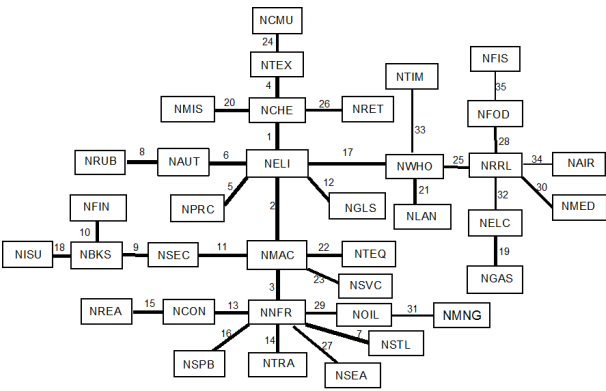 NCMU
24
NTEX
NTIM
NFIS
4
35
NMIS
20
NCHE
26
NRET
NFOD
1
33
28
NRUB
8
NAUT
6
NELI
17
NWHO
25
NRRL
34
NAIR
5
12
21
32
30
NFIN
NPRC
2
NGLS
NLAN
NELC
NMED
10
NISU
18
NBKS
9
NSEC
11
NMAC
22
NTEQ
19
23
NSVC
NGAS
3
NREA
15
NCON
13
NNFR
29
NOIL
31
NMNG
16
14
27
7
NSTL
NSPB
NTRA
NSEA